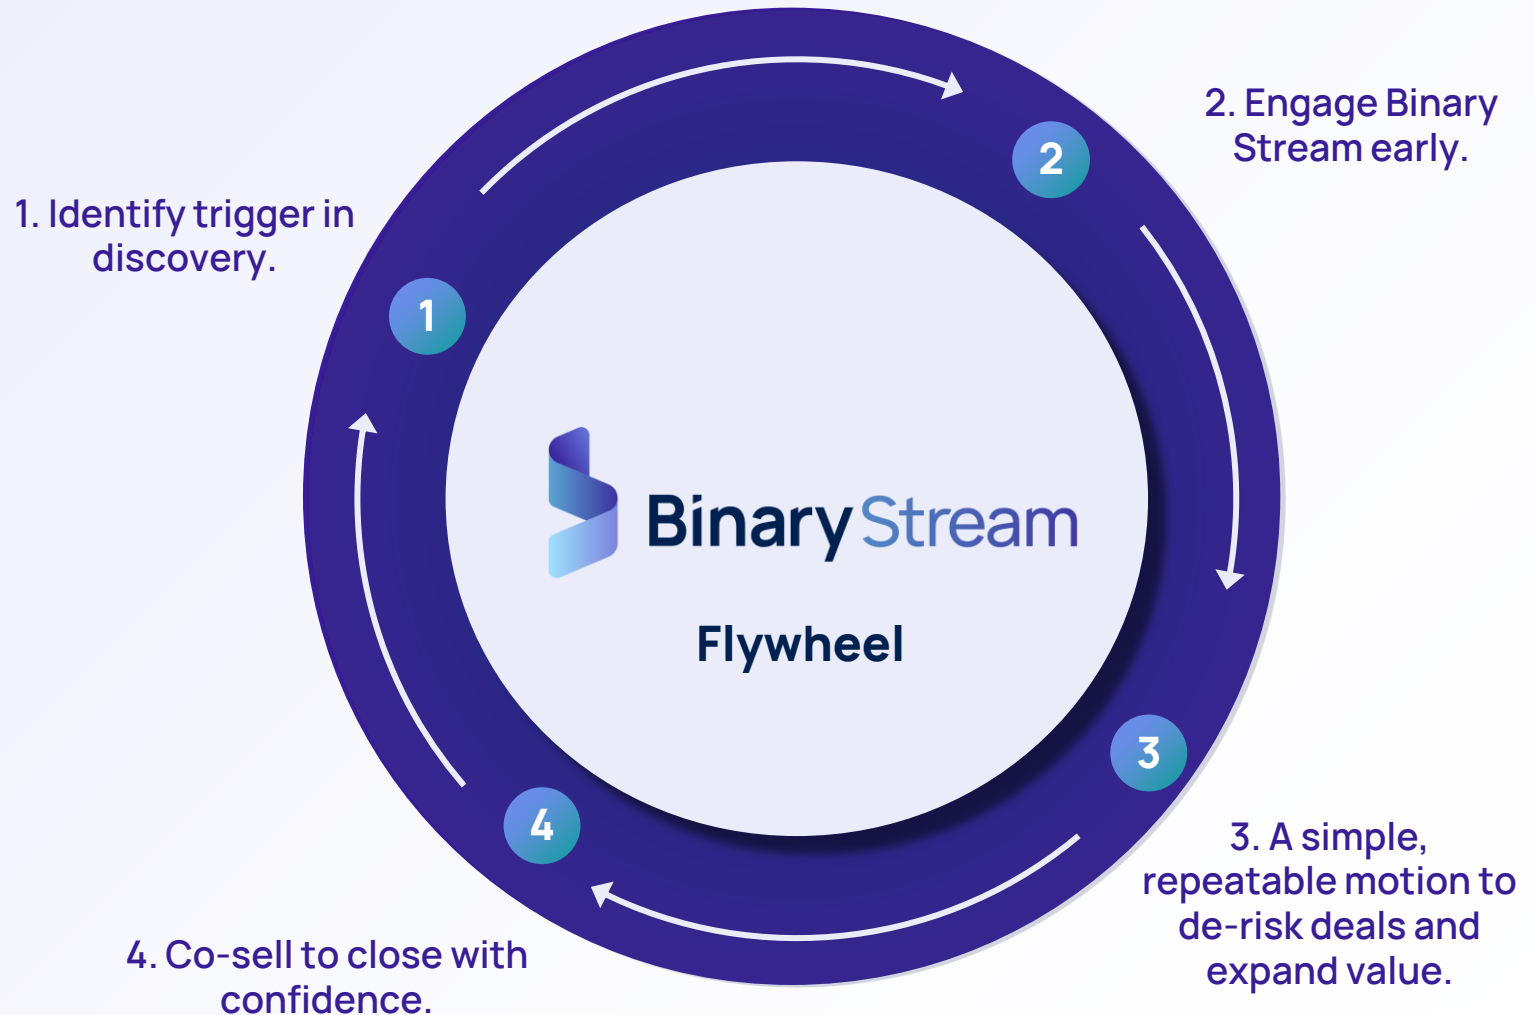 1. Identify trigger in
discovery.
1
2
2. Engage Binary
Stream early.
Binary Stream
Flywheel
3
3. A simple,
repeatable motion to
de-risk deals and
expand value.
4
4. Co-sell to close with
confidence.